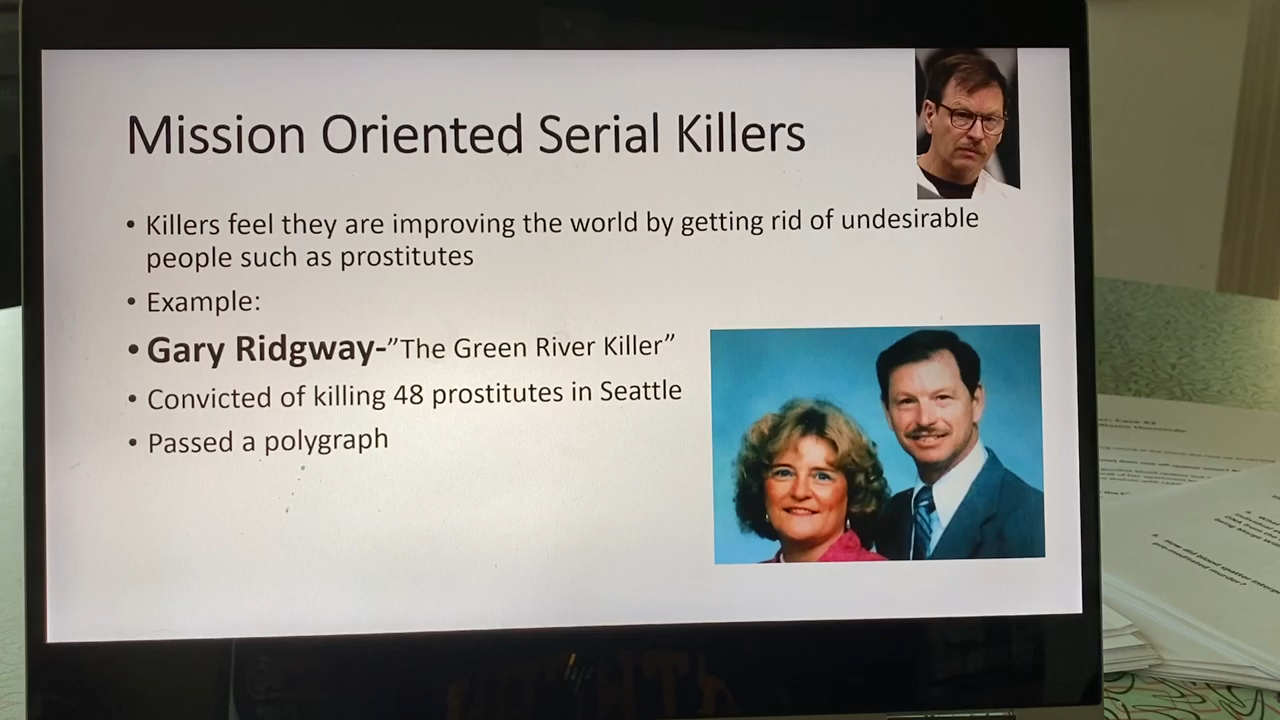 Mission Oriented Serial Killers
• Killers feel they are improving the world by getting rid of undesirable
people such as prostitutes
• Example:
• Gary Ridgway-”The Green River Killer”
• Convicted of killing 48 prostitutes in Seattle
• Passed a polygraph
hp